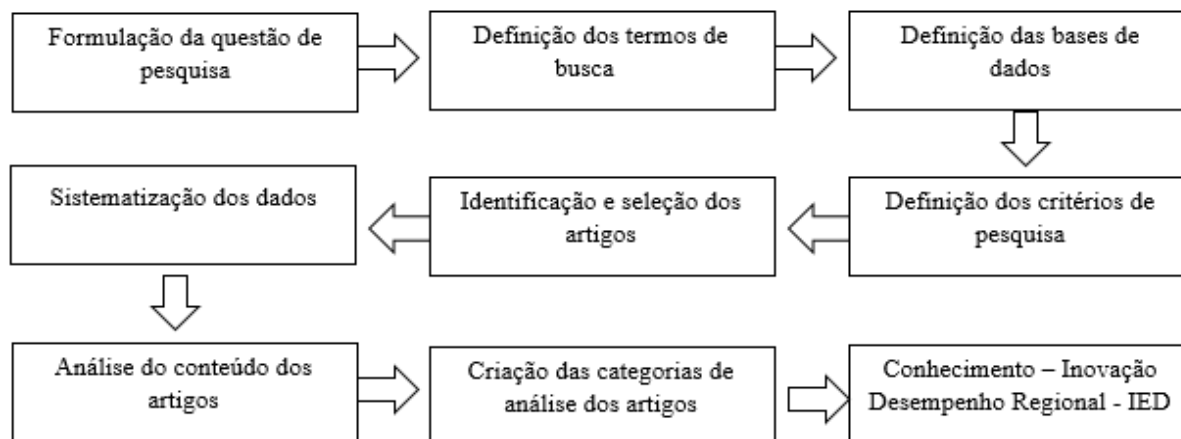 Formulação da questão de
pesquisa
Definição dos termos de
busca
Definição das bases de
dados
Definição dos critérios de
pesquisa
Identificação e seleção dos
artigos
Sistematização dos dados
Análise do conteúdo dos
artigos
Criação das categorias de
análise dos artigos
Conhecimento – Inovação
Desempenho Regional - IED